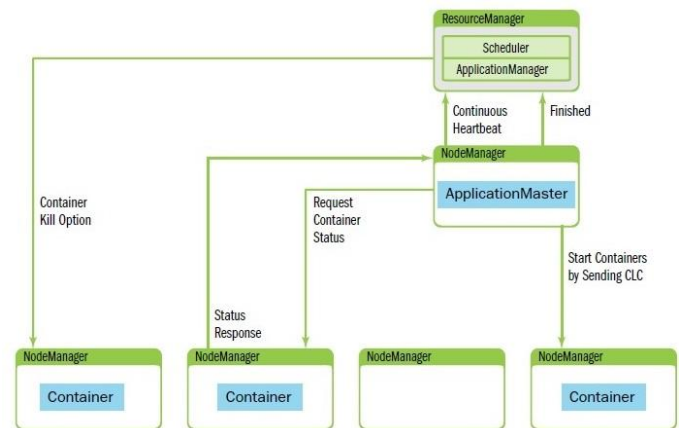 ResourceManager
Scheduler
ApplicationManager
Continuous
Heartbeat
Finished
NodeManager
ApplicationMaster
Container
Kill Option
Request
Container
Status
Start Containers
by Sending CLC
Status
Response
NodeManager
Container
NodeManager
Container
NodeManager
NodeManager
Container